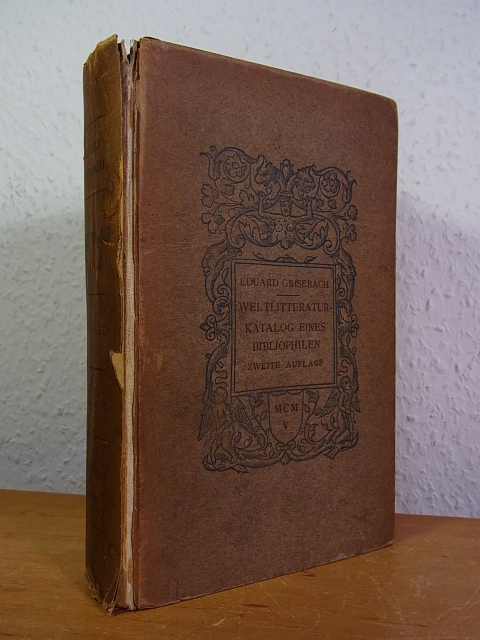 EDUARD GRISEBACH
WELTLITTERATUR-
KATALOG EINES
BIBLIOPHILEN
ZWEITE AUFLAGE
MCM
V